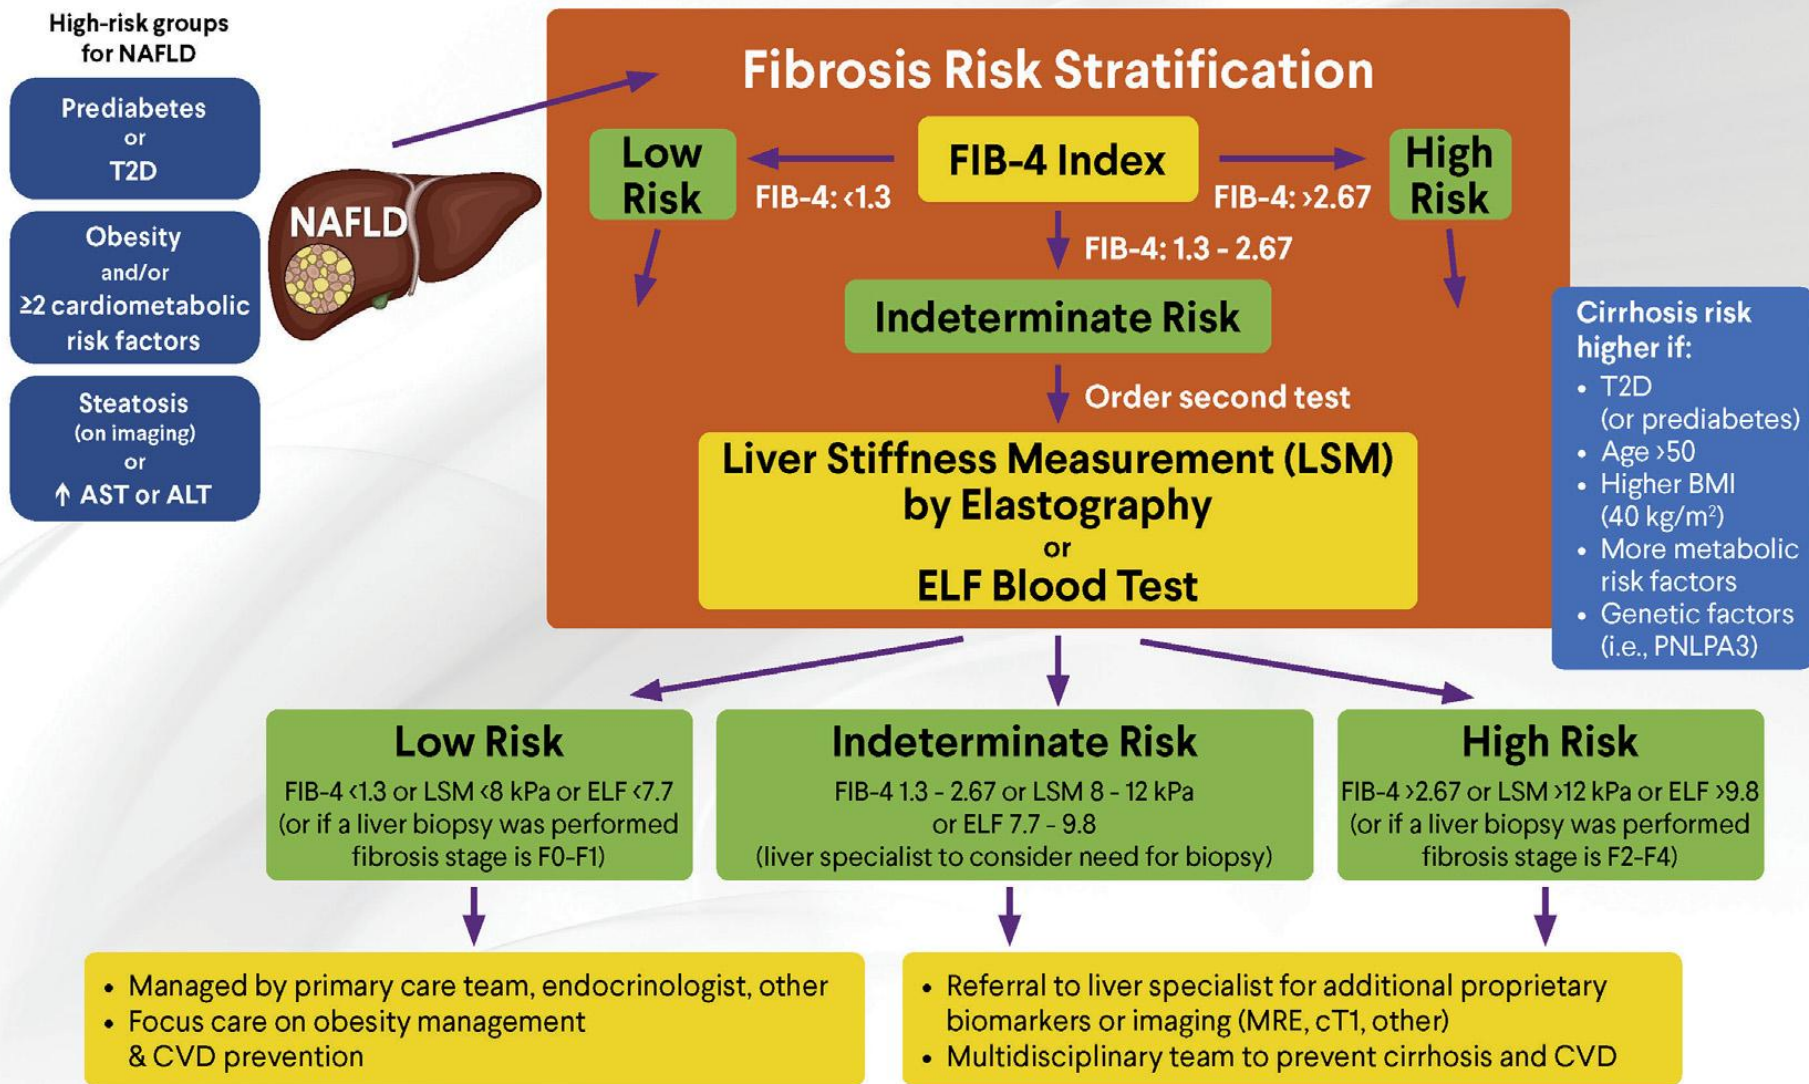 High-risk groups
for NAFLD
Prediabetes
or
T2D
Obesity
and/or
≥2 cardiometabolic
risk factors
Steatosis
(on imaging)
or
↑ AST or ALT
NAFLD
Fibrosis Risk Stratification
Low
Risk
FIB-4: <1.3
FIB-4 Index
FIB-4: >2.67
High
Risk
FIB-4: 1.3 - 2.67
Indeterminate Risk
Order second test
Liver Stiffness Measurement (LSM)
by Elastography
or
ELF Blood Test
Cirrhosis risk
higher if:
• T2D
(or prediabetes)
• Age >50
• Higher BMI
(40 kg/m²)
• More metabolic
risk factors
• Genetic factors
(i.e., PNLPA3)
Low Risk
FIB-4 <1.3 or LSM <8 kPa or ELF <7.7
(or if a liver biopsy was performed
fibrosis stage is F0-F1)
Indeterminate Risk
FIB-4 1.3 - 2.67 or LSM 8 - 12 kPa
or ELF 7.7 - 9.8
(liver specialist to consider need for biopsy)
High Risk
FIB-4 >2.67 or LSM >12 kPa or ELF >9.8
(or if a liver biopsy was performed
fibrosis stage is F2-F4)
• Managed by primary care team, endocrinologist, other
• Focus care on obesity management
& CVD prevention
• Referral to liver specialist for additional proprietary
biomarkers or imaging (MRE, cT1, other)
• Multidisciplinary team to prevent cirrhosis and CVD